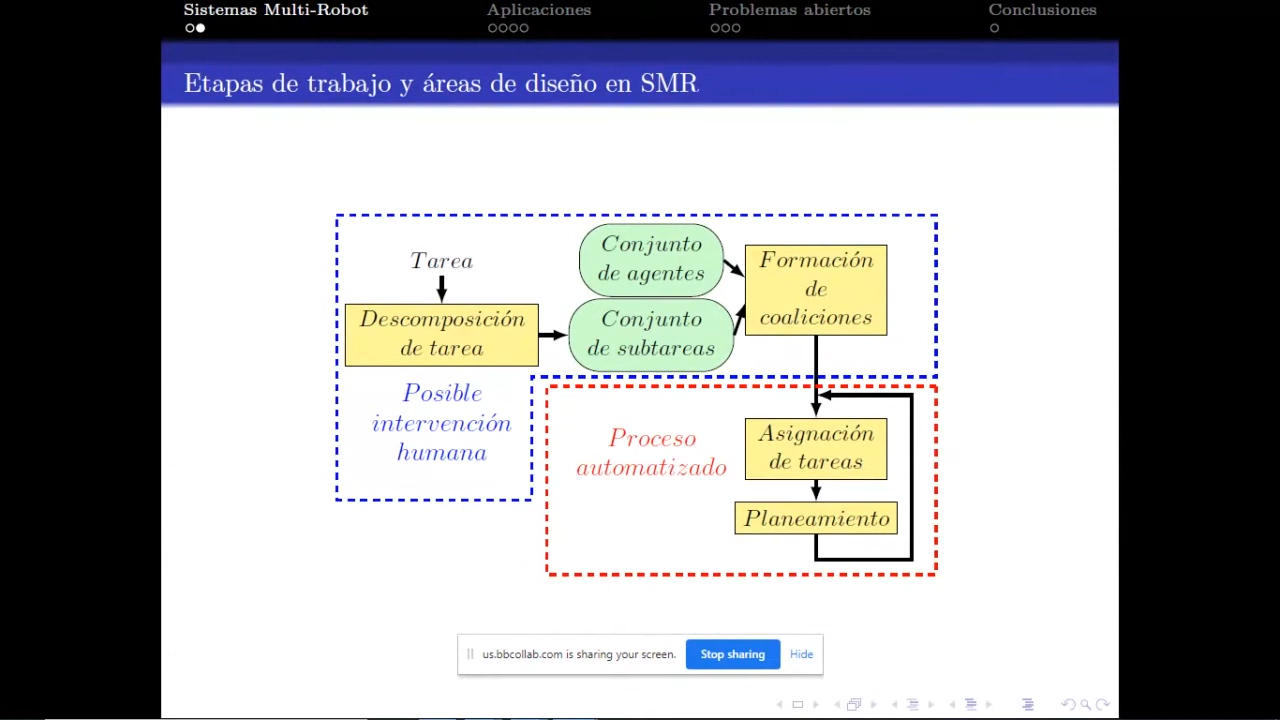 Sistemas Multi-Robot
Aplicaciones
Problemas abiertos
Conclusiones
Etapas de trabajo y áreas de diseño en SMR
Tarea
Descomposición
de tarea
Conjunto
de agentes
Conjunto
de subtareas
Formación
de
coaliciones
Posible
intervención
humana
Proceso
automatizado
Asignación
de tareas
Planeamiento
us.bbcollab.com is sharing your screen.
Stop sharing
Hide